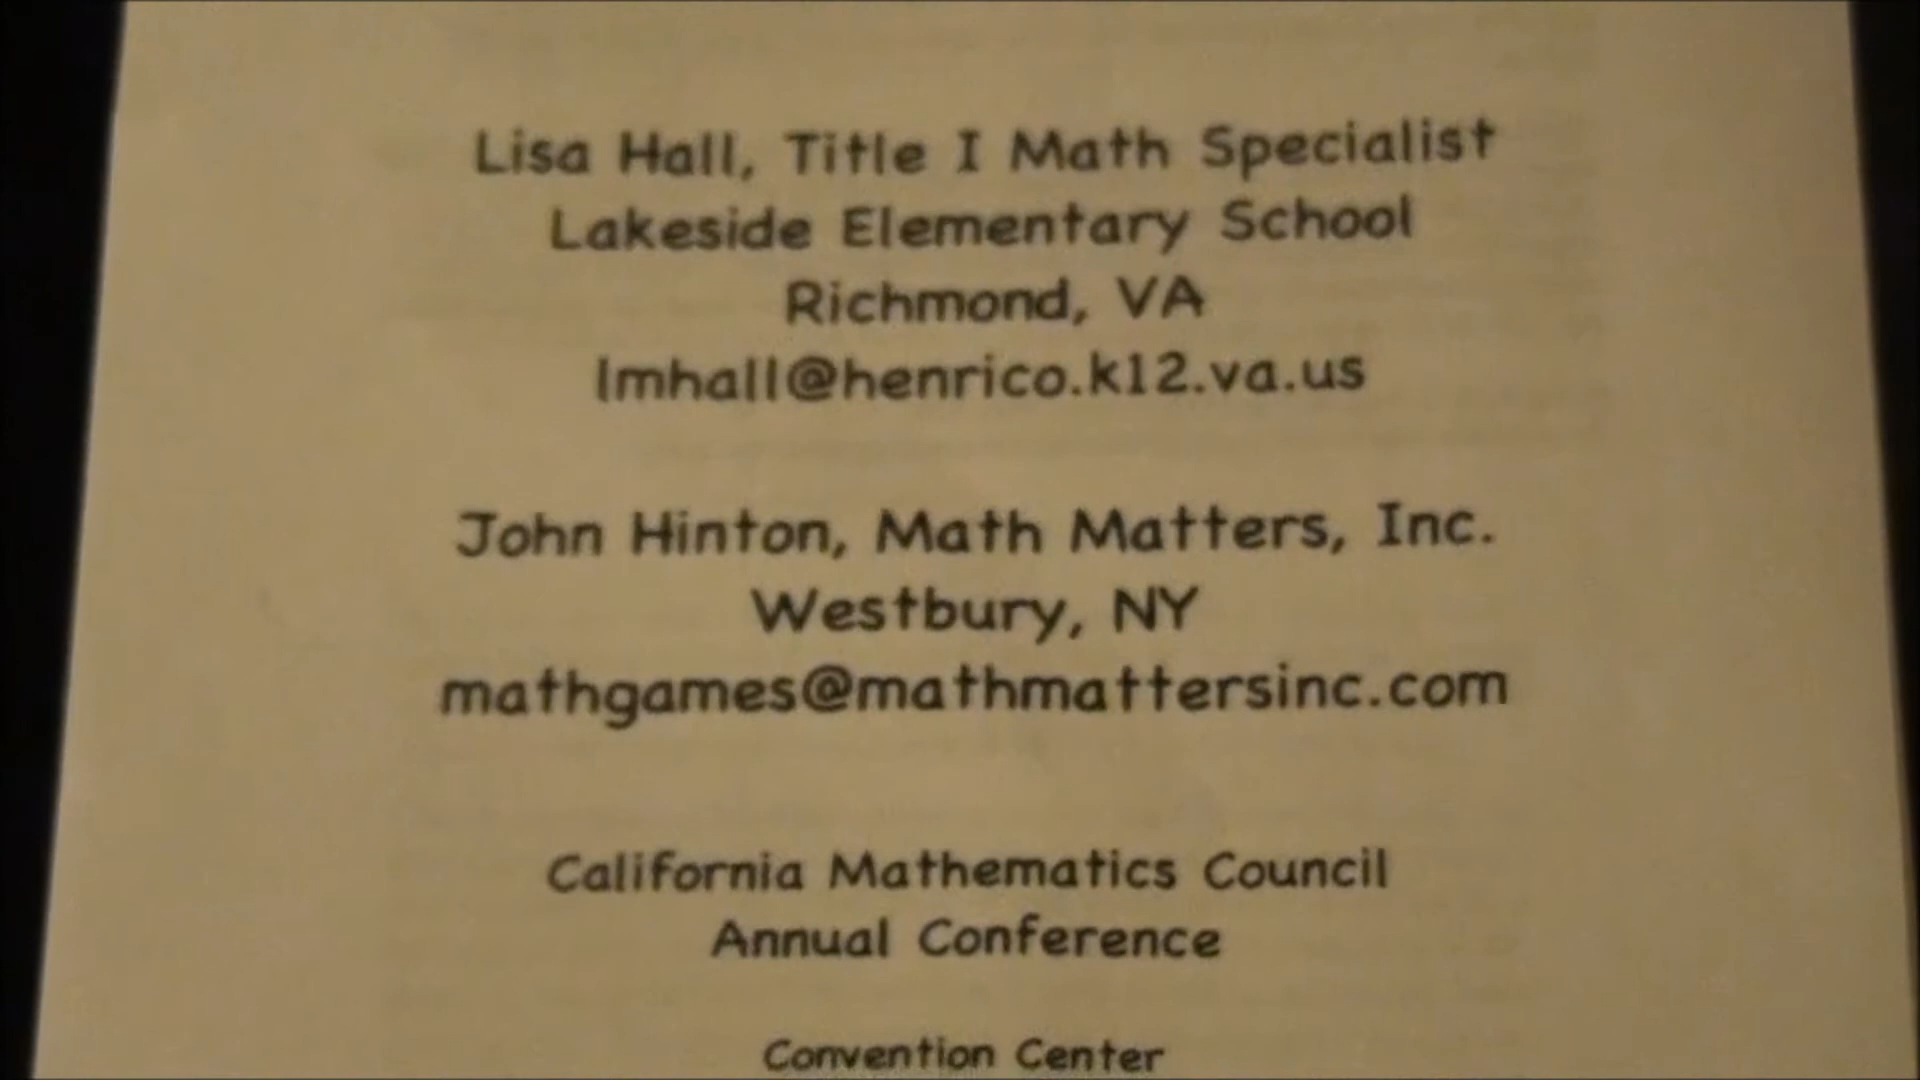 Lisa Hall, Title I Math Specialist
Lakeside Elementary School
Richmond, VA
lmhall@henrico.k12.va.us
John Hinton, Math Matters, Inc.
Westbury, NY
mathgames@mathmattersinc.com
California Mathematics Council
Annual Conference
Convention Center